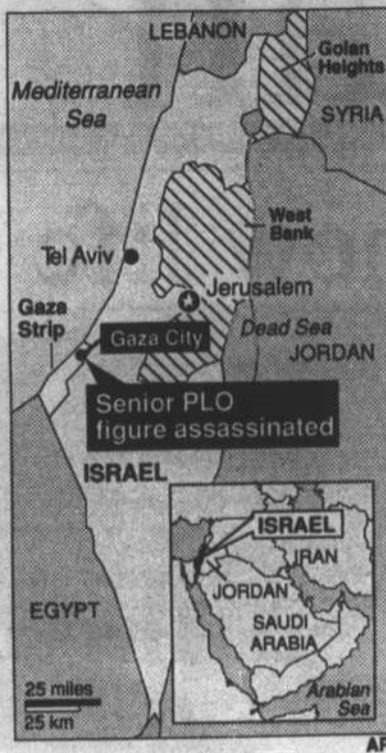 LEBANON
Golan
Heights
Mediterranean
Sea
SYRIA
West
Bank
Tel Aviv
Jerusalem
Gaza
Strip
Gaza City
Dead Sea
JORDAN
Senior PLO
figure assassinated
ISRAEL
ISRAEL
IRAN
JORDAN
EGYPT
SAUDI
ARABIA
25 miles
25 km
Arabian
Sea